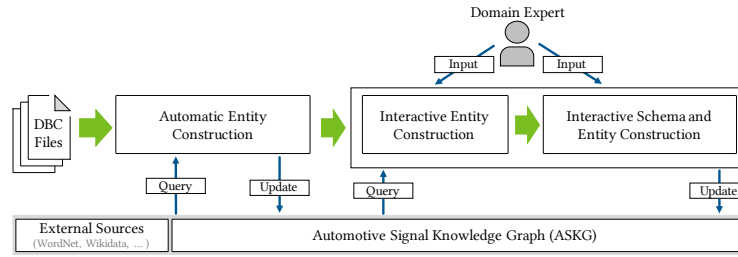 Domain Expert
Input
Input
DBC
Files
Automatic Entity
Construction
Interactive Entity
Construction
Interactive Schema and
Entity Construction
Query
Update
Query
Update
External Sources
(WordNet, Wikidata, ... )
Automotive Signal Knowledge Graph (ASKG)